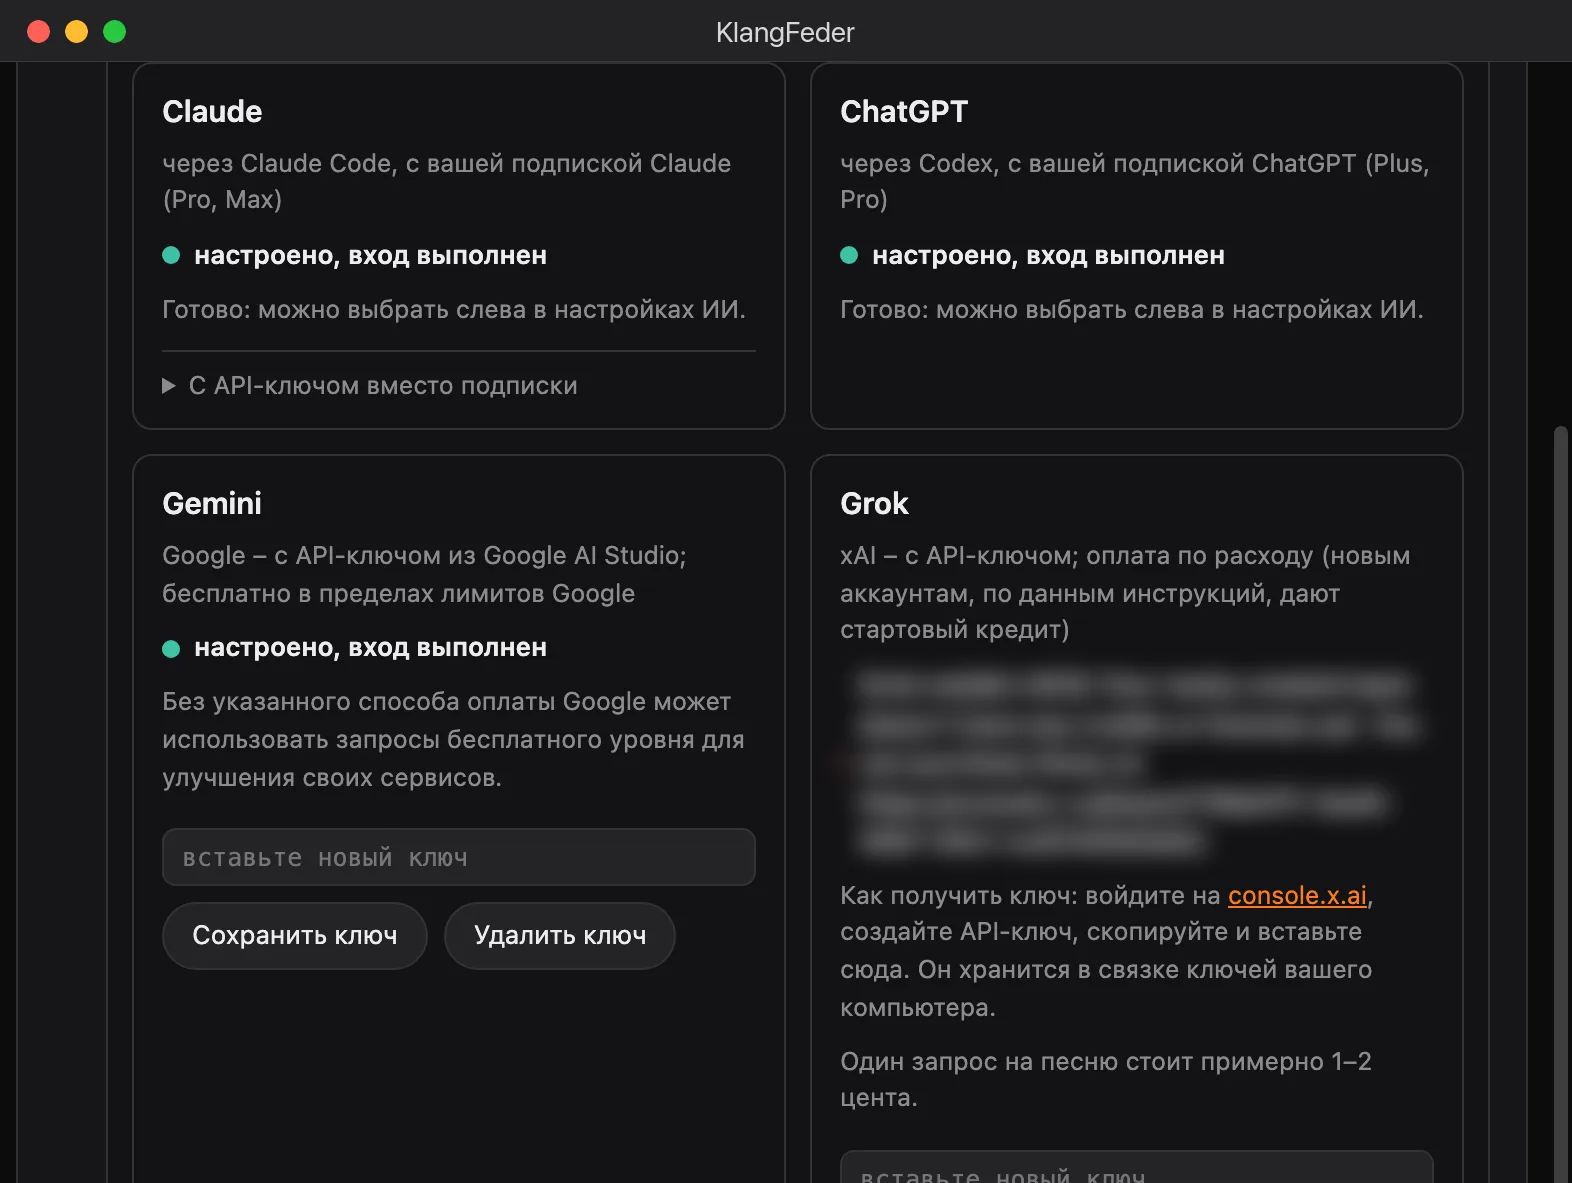 KlangFeder
Claude
через Claude Code, с вашей подпиской Claude
(Pro, Max)
настроено, вход выполнен
Готово: можно выбрать слева в настройках ИИ.
С API-ключом вместо подписки
ChatGPT
через Codex, с вашей подпиской ChatGPT (Plus,
Pro)
настроено, вход выполнен
Готово: можно выбрать слева в настройках ИИ.
Gemini
Google – с API-ключом из Google AI Studio;
бесплатно в пределах лимитов Google
настроено, вход выполнен
Без указанного способа оплаты Google может
использовать запросы бесплатного уровня для
улучшения своих сервисов.
вставьте новый ключ
Сохранить ключ
Удалить ключ
Grok
xAI – с API-ключом; оплата по расходу (новым
аккаунтам, по данным инструкций, дают
стартовый кредит)
Как получить ключ: войдите на console.x.ai,
создайте API-ключ, скопируйте и вставьте
сюда. Он хранится в связке ключей вашего
компьютера.
Один запрос на песню стоит примерно 1–2
цента.
вставьте новый ключ